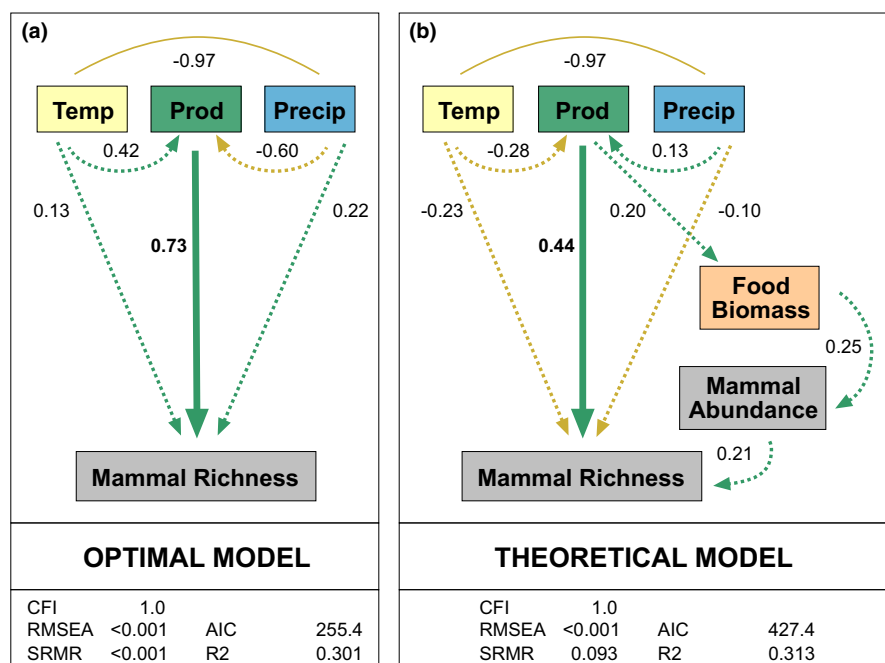 (a)
-0.97
Temp
Prod
Precip
0.42
-0.60
0.13
0.22
0.73
Mammal Richness
OPTIMAL MODEL
CFI 1.0
RMSEA <0.001 AIC 255.4
SRMR <0.001 R2 0.301
(b)
-0.97
Temp
Prod
Precip
-0.28
0.13
-0.23
0.20
-0.10
0.44
Food
Biomass
0.25
Mammal
Abundance
0.21
Mammal Richness
THEORETICAL MODEL
CFI 1.0
RMSEA <0.001 AIC 427.4
SRMR 0.093 R2 0.313